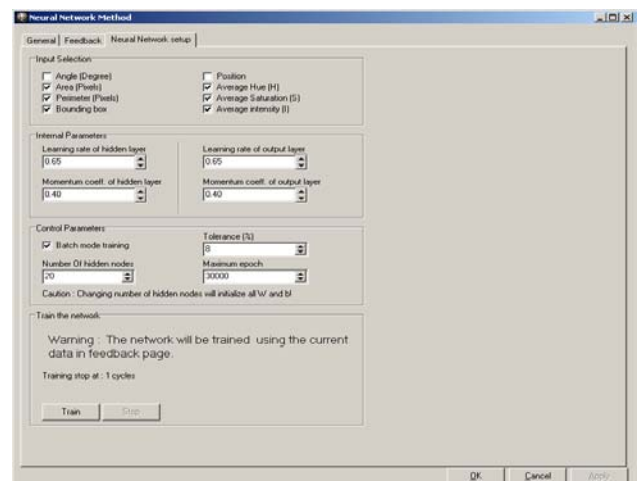 Neural Network Method
General Feedback Neural Network setup
Input Selection
Angle (Degree)
Area (Pixels)
Perimeter (Pixels)
Bounding box
Position
Average Hue (H)
Average Saturation (S)
Average intensity (I)
Internal Parameters
Learning rate of hidden layer
0.65
Learning rate of output layer
0.65
Momentum coeff. of hidden layer
0.40
Momentum coeff. of output layer
0.40
Control Parameters
Batch mode training
Tolerance (%)
8
Number Of hidden nodes
20
Maximum epoch
30000
Caution : Changing number of hidden nodes will initialize all W and b!
Train the network
Warning : The network will be trained using the current
data in feedback page.
Training stop at : 1 cycles
Train Stop
OK Cancel Apply